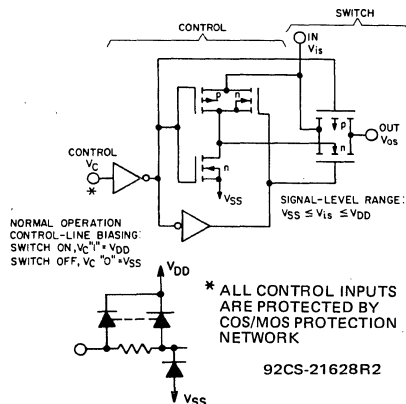 SWITCH
CONTROL
IN
Vis
p
n
p
n
n
OUT
Vos
CONTROL
VC
*
VSS
SIGNAL-LEVEL RANGE:
VSS ≤ Vis ≤ VDD
NORMAL OPERATION
CONTROL-LINE BIASING:
SWITCH ON, VC "1" = VDD
SWITCH OFF, VC "0" = VSS
VDD
* ALL CONTROL INPUTS
ARE PROTECTED BY
COS/MOS PROTECTION
NETWORK
VSS
92CS-21628R2